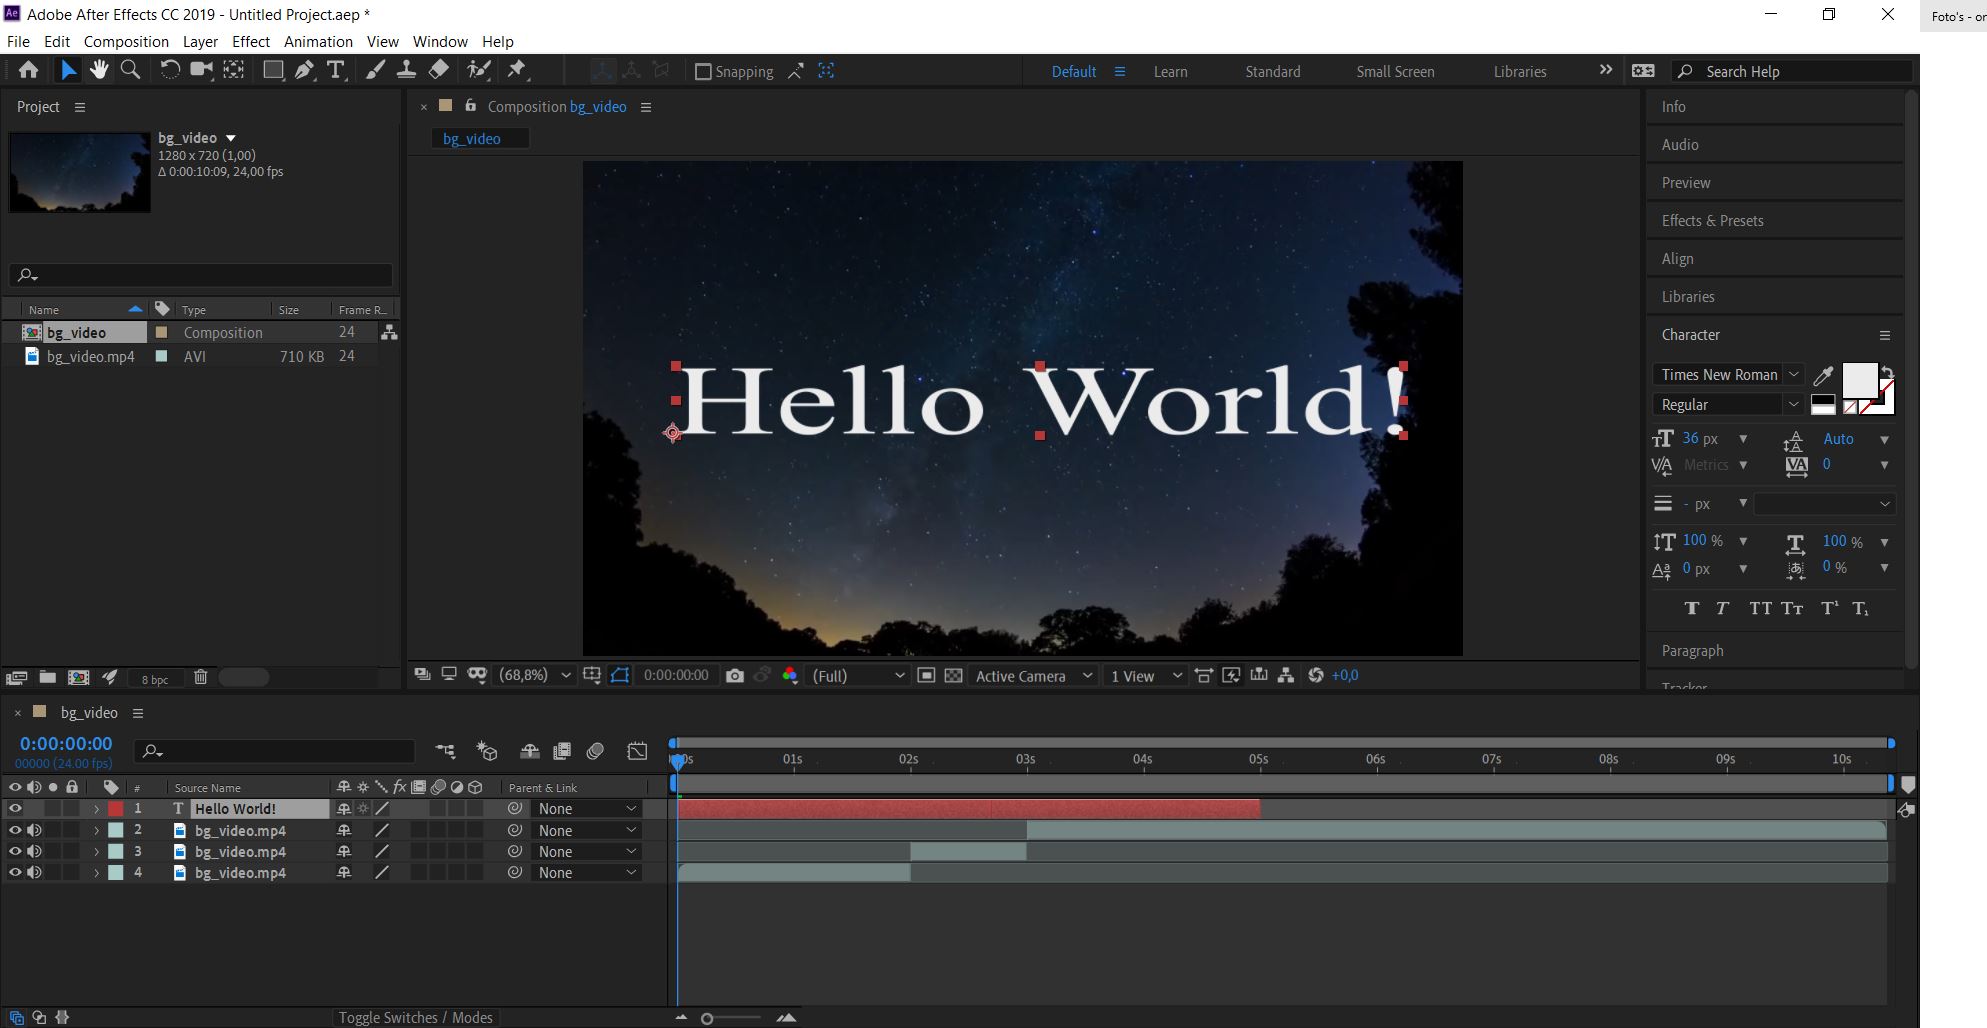 Ae Adobe After Effects CC 2019 - Untitled Project.aep *
Foto's - or
File Edit Composition Layer Effect Animation View Window Help
Snapping
Default Learn Standard Small Screen Libraries
Search Help
Project
bg_video
1280 x 720 (1,00)
Δ 0:00:10:09, 24,00 fps
Name Type Size Frame R...
bg_video Composition 24
bg_video.mp4 AVI 710 KB 24
8 bpc
Composition bg_video
bg_video
Hello World!
(68,8%) 0:00:00:00 (Full) Active Camera 1 View +0,0
Info
Audio
Preview
Effects & Presets
Align
Libraries
Character
Times New Roman
Regular
36 px Auto
Metrics 0
- px
100 % 100 %
0 px 0 %
T T TT Tт T¹ T₁
Paragraph
Tracker
bg_video
0:00:00:00
00000 (24.00 fps)
01s 02s 03s 04s 05s 06s 07s 08s 09s 10s
# Source Name Parent & Link
1 T Hello World! None
2 bg_video.mp4 None
3 bg_video.mp4 None
4 bg_video.mp4 None
Toggle Switches / Modes